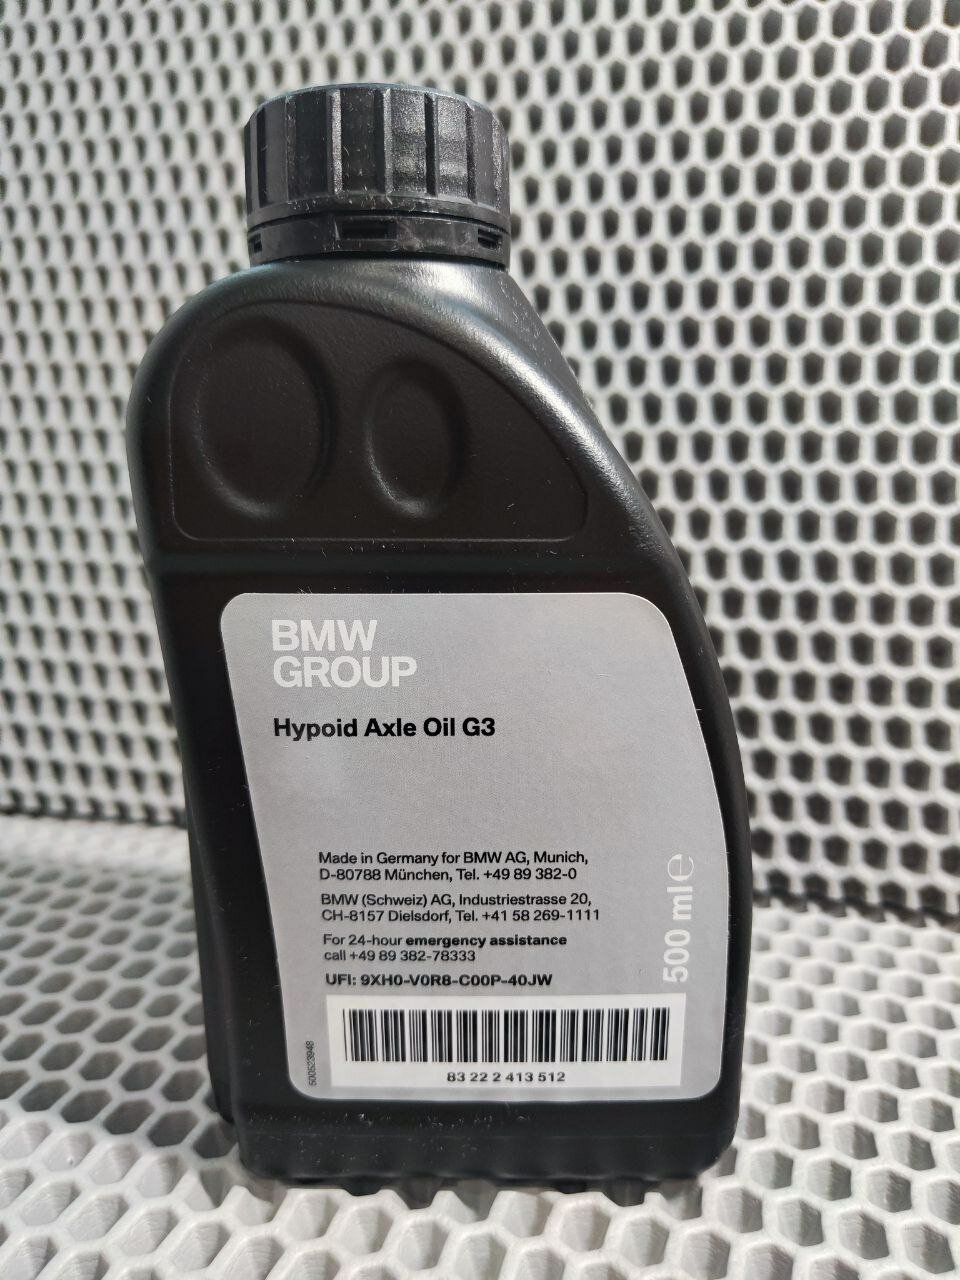 BMW
GROUP
Hypoid Axle Oil G3
Made in Germany for BMW AG, Munich,
D-80788 München, Tel. +49 89 382-0
BMW (Schweiz) AG, Industriestrasse 20,
CH-8157 Dielsdorf, Tel. +41 58 269-1111
For 24-hour emergency assistance
call +49 89 382-78333
UFI: 9XH0-V0R8-C00P-40JW
500 ml ℮
500523948
83 22 2 413 512